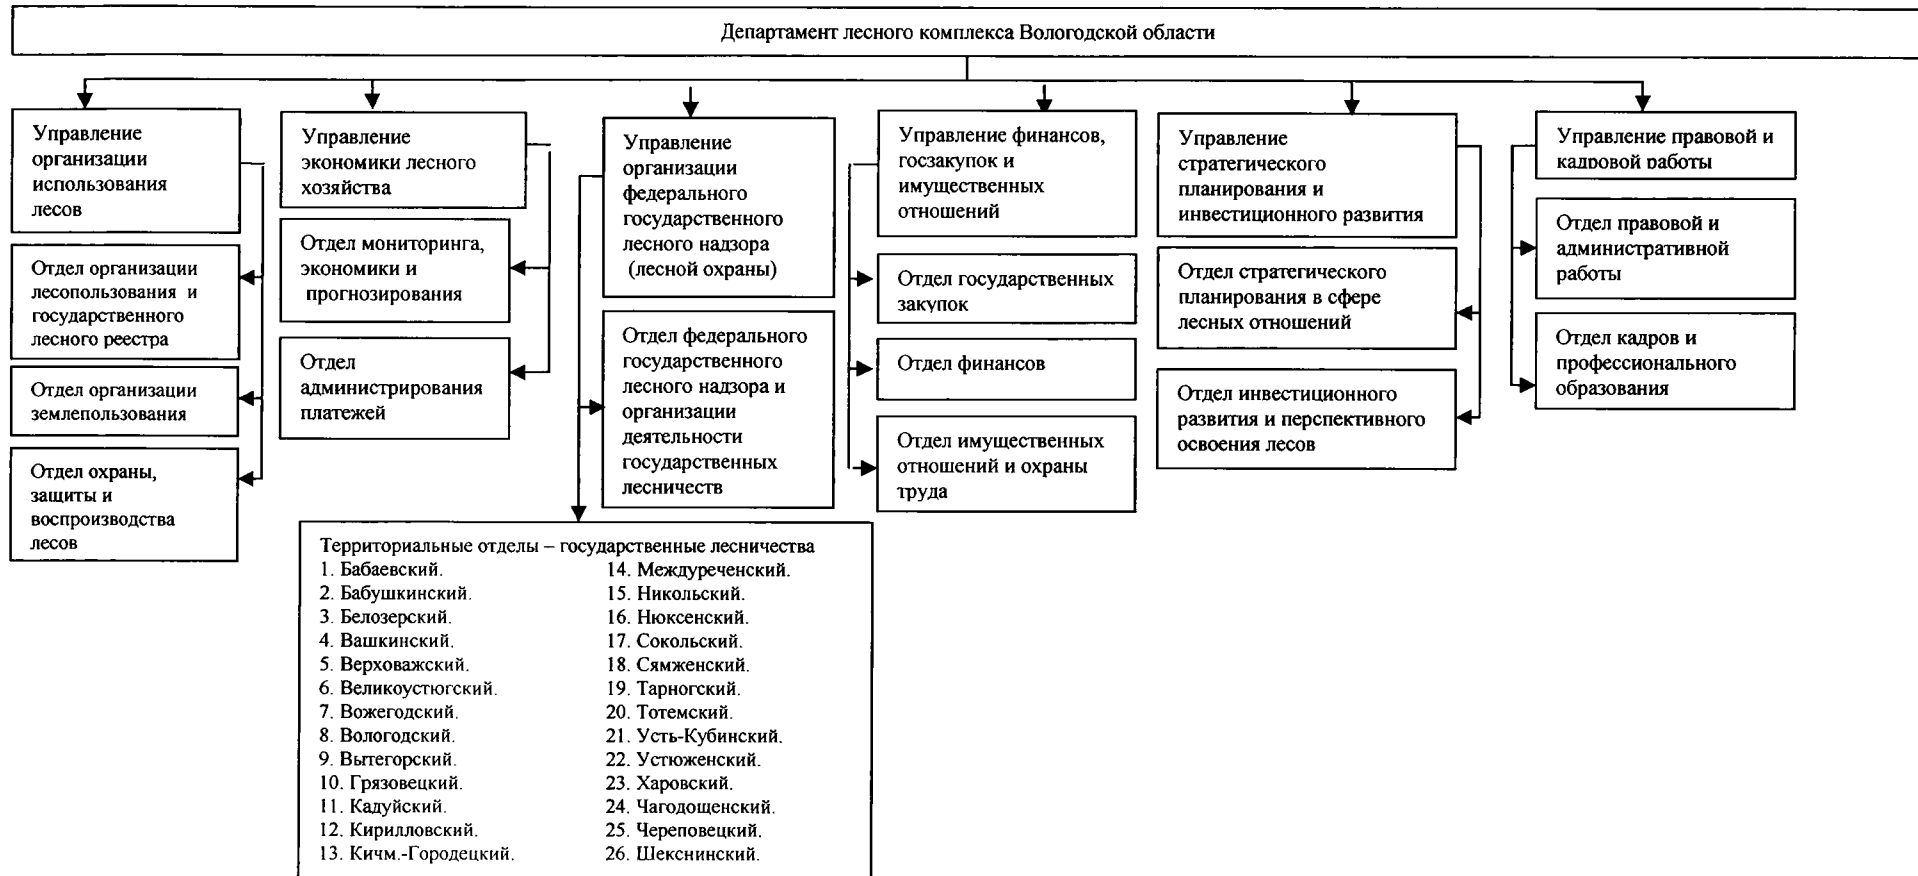 Департамент лесного комплекса Вологодской области
Управление
организации
использования
лесов
Отдел организации
лесопользования и
государственного
лесного реестра
Отдел организации
землепользования
Отдел охраны,
защиты и
воспроизводства
лесов
Управление
экономики лесного
хозяйства
Отдел мониторинга,
экономики и
прогнозирования
Отдел
администрирования
платежей
Управление
организации
федерального
государственного
лесного надзора
(лесной охраны)
Отдел федерального
государственного
лесного надзора и
организации
деятельности
государственных
лесничеств
Территориальные отделы – государственные лесничества
1. Бабаевский.
2. Бабушкинский.
3. Белозерский.
4. Вашкинский.
5. Верховажский.
6. Великоустюгский.
7. Вожегодский.
8. Вологодский.
9. Вытегорский.
10. Грязовецкий.
11. Кадуйский.
12. Кирилловский.
13. Кичм.-Городецкий.
14. Междуреченский.
15. Никольский.
16. Нюксенский.
17. Сокольский.
18. Сямженский.
19. Тарногский.
20. Тотемский.
21. Усть-Кубинский.
22. Устюженский.
23. Харовский.
24. Чагодощенский.
25. Череповецкий.
26. Шекснинский.
Управление финансов,
госзакупок и
имущественных
отношений
Отдел государственных
закупок
Отдел финансов
Отдел имущественных
отношений и охраны
труда
Управление
стратегического
планирования и
инвестиционного развития
Отдел стратегического
планирования в сфере
лесных отношений
Отдел инвестиционного
развития и перспективного
освоения лесов
Управление правовой и
кадровой работы
Отдел правовой и
административной
работы
Отдел кадров и
профессионального
образования